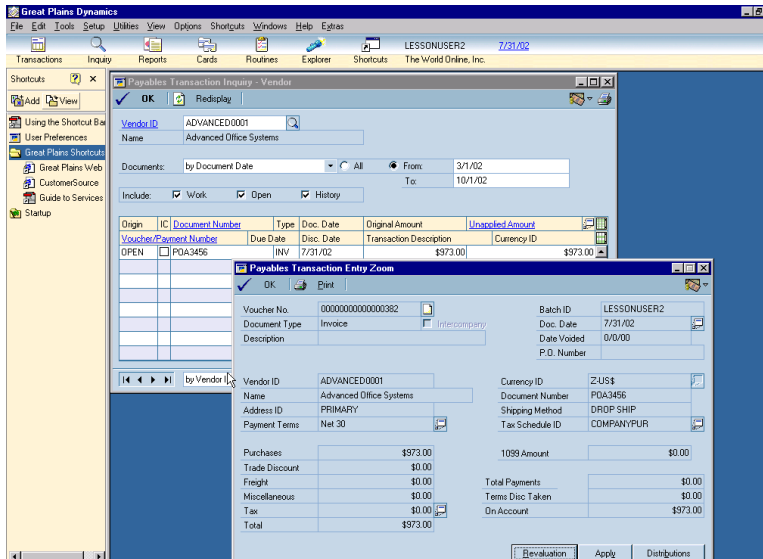 Great Plains Dynamics
File Edit Tools Setup Utilities View Options Shortcuts Windows Help Extras
LESSONUSER2 7/31/02
Transactions Inquiry Reports Cards Routines Explorer Shortcuts The World Online, Inc.
Shortcuts
Add View
Using the Shortcut Bar
User Preferences
Great Plains Shortcuts
Great Plains Web
CustomerSource
Guide to Services
Startup
Payables Transaction Inquiry - Vendor
OK Redisplay
Vendor ID ADVANCED0001
Name Advanced Office Systems
Documents: by Document Date All From: 3/1/02
To: 10/1/02
Include: Work Open History
Origin IC Document Number Type Doc. Date Original Amount Unapplied Amount
Voucher/Payment Number Due Date Disc. Date Transaction Description Currency ID
OPEN POA3456 INV 7/31/02 $973.00 $973.00
by Vendor I
Payables Transaction Entry Zoom
OK Print
Voucher No. 00000000000000382 Batch ID LESSONUSER2
Document Type Invoice Intercompany Doc. Date 7/31/02
Description Date Voided 0/0/00
P.O. Number
Vendor ID ADVANCED0001 Currency ID Z-US$
Name Advanced Office Systems Document Number POA3456
Address ID PRIMARY Shipping Method DROP SHIP
Payment Terms Net 30 Tax Schedule ID COMPANYPUR
Purchases $973.00 1099 Amount $0.00
Trade Discount $0.00
Freight $0.00 Total Payments $0.00
Miscellaneous $0.00 Terms Disc Taken $0.00
Tax $0.00 On Account $973.00
Total $973.00
Revaluation Apply Distributions